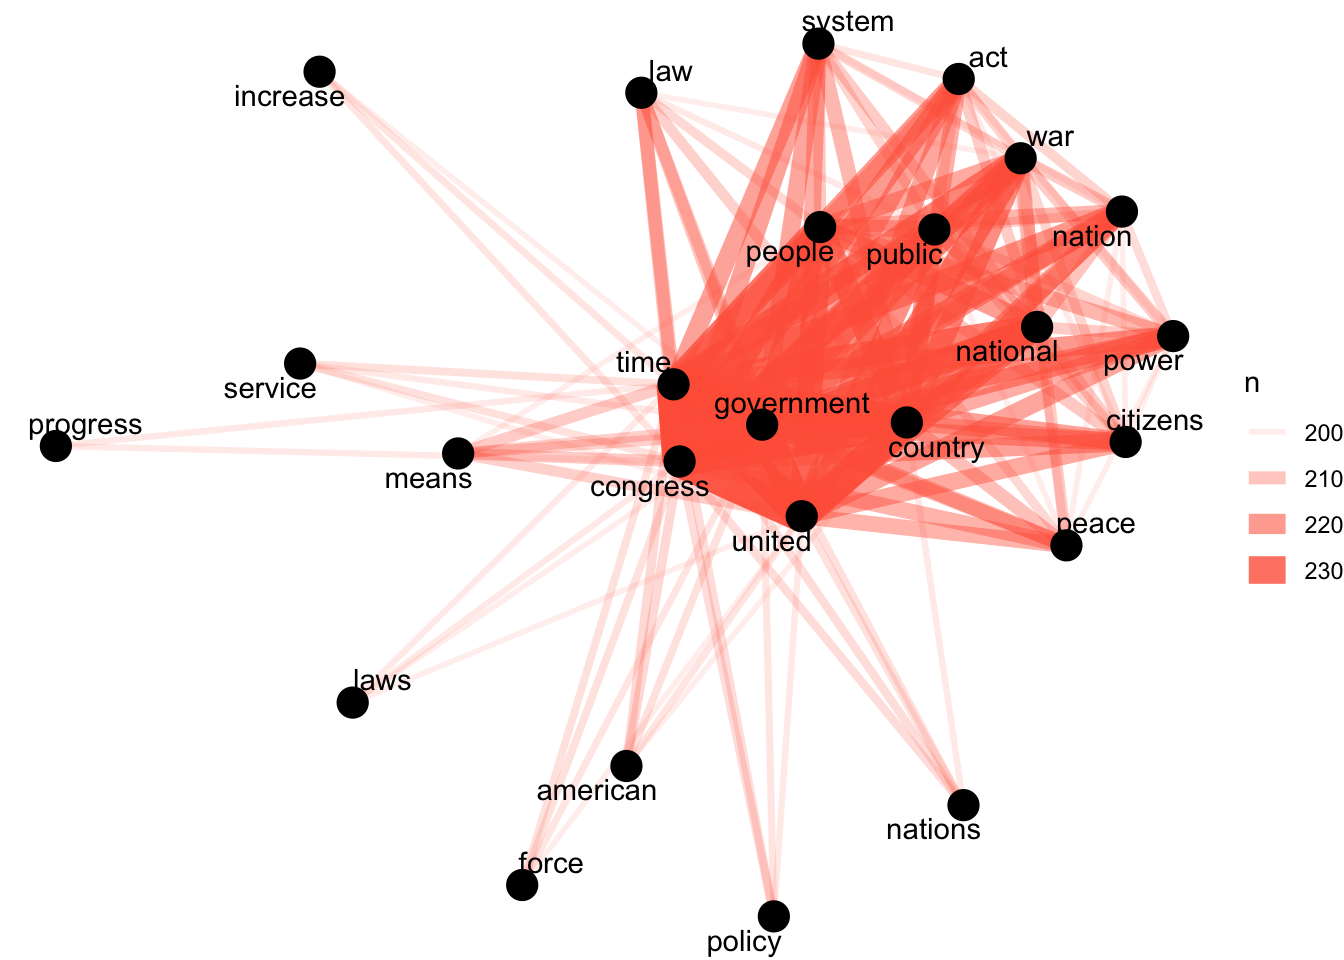 system
act
law
increase
war
nation
people
public
national
power
time
service
government
progress
citizens
country
means
congress
peace
united
laws
american
nations
force
policy
n
200
210
220
230